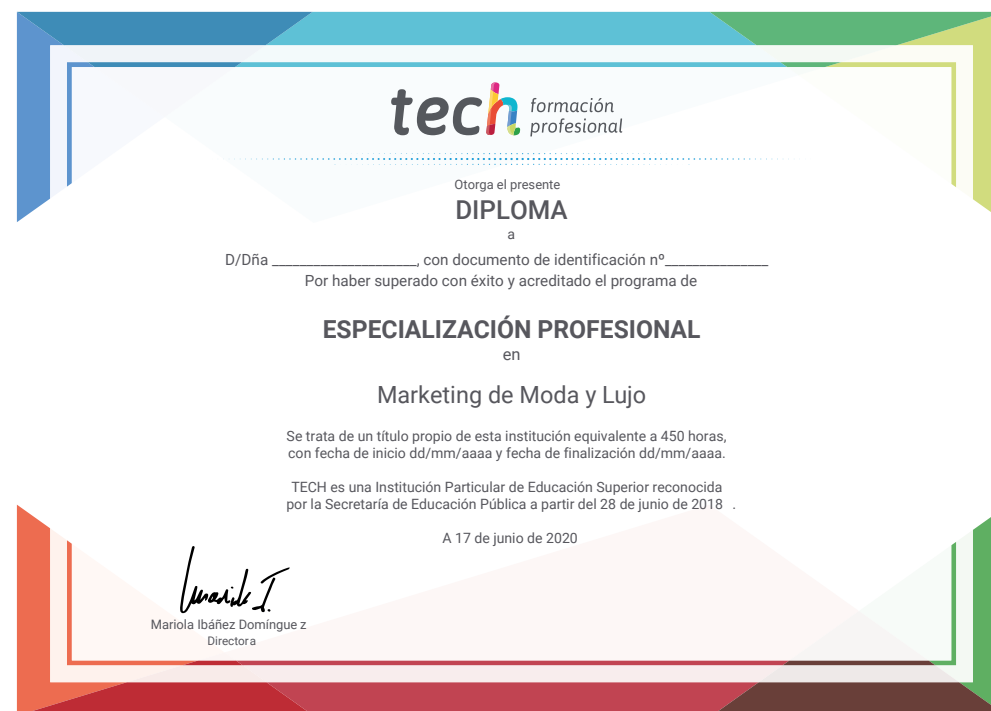 tech formación
profesional
Otorga el presente
DIPLOMA
a
D/Dña _____________________, con documento de identificación nº_______________
Por haber superado con éxito y acreditado el programa de
ESPECIALIZACIÓN PROFESIONAL
en
Marketing de Moda y Lujo
Se trata de un título propio de esta institución equivalente a 450 horas,
con fecha de inicio dd/mm/aaaa y fecha de finalización dd/mm/aaaa.
TECH es una Institución Particular de Educación Superior reconocida
por la Secretaría de Educación Pública a partir del 28 de junio de 2018 .
A 17 de junio de 2020
Mariola Ibáñez Domíngue z
Directora